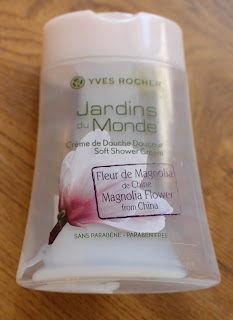 YVES ROCHER
Jardins
du Monde
Crème de Douche Douceur
Soft Shower Cream
Fleur de Magnolia
de Chine
Magnolia Flower
from China
SANS PARABENE - PARABEN FREE